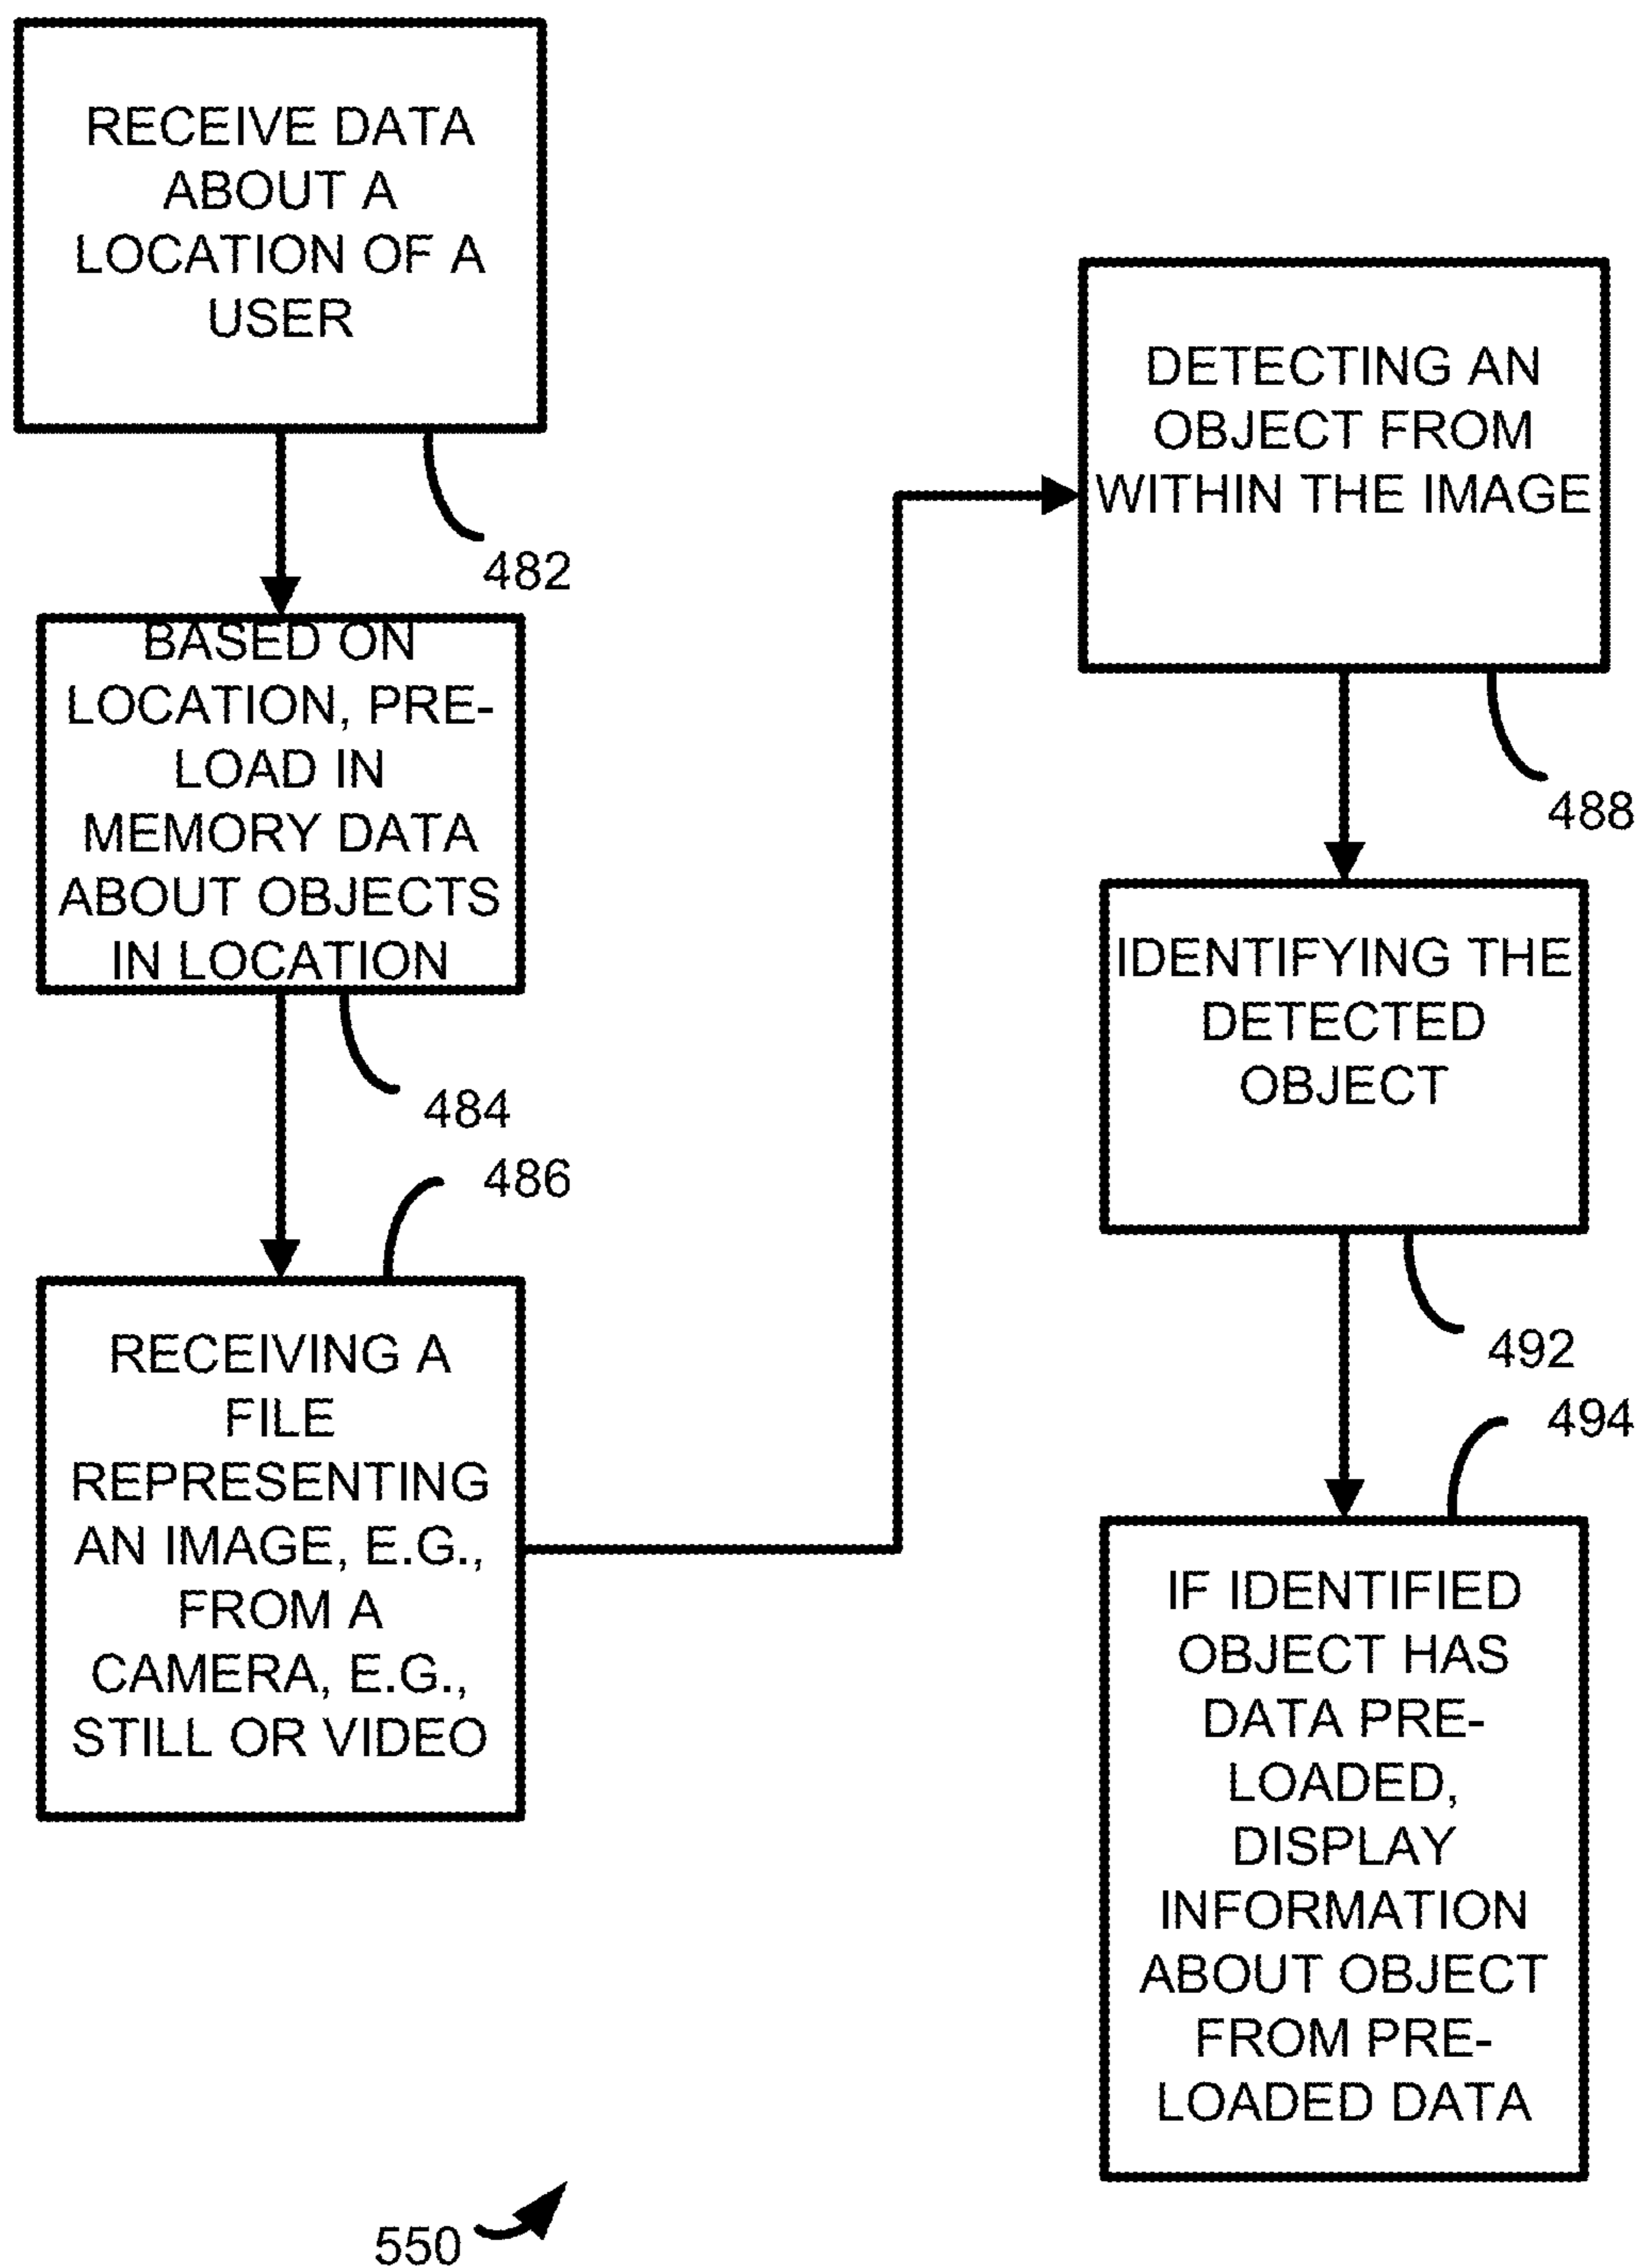 RECEIVE DATA
ABOUT A
LOCATION OF A
USER
482
BASED ON
LOCATION, PRE-
LOAD IN
MEMORY DATA
ABOUT OBJECTS
IN LOCATION
484
486
RECEIVING A
FILE
REPRESENTING
AN IMAGE, E.G.,
FROM A
CAMERA, E.G.,
STILL OR VIDEO
DETECTING AN
OBJECT FROM
WITHIN THE IMAGE
488
IDENTIFYING THE
DETECTED
OBJECT
492
494
IF IDENTIFIED
OBJECT HAS
DATA PRE-
LOADED,
DISPLAY
INFORMATION
ABOUT OBJECT
FROM PRE-
LOADED DATA
550